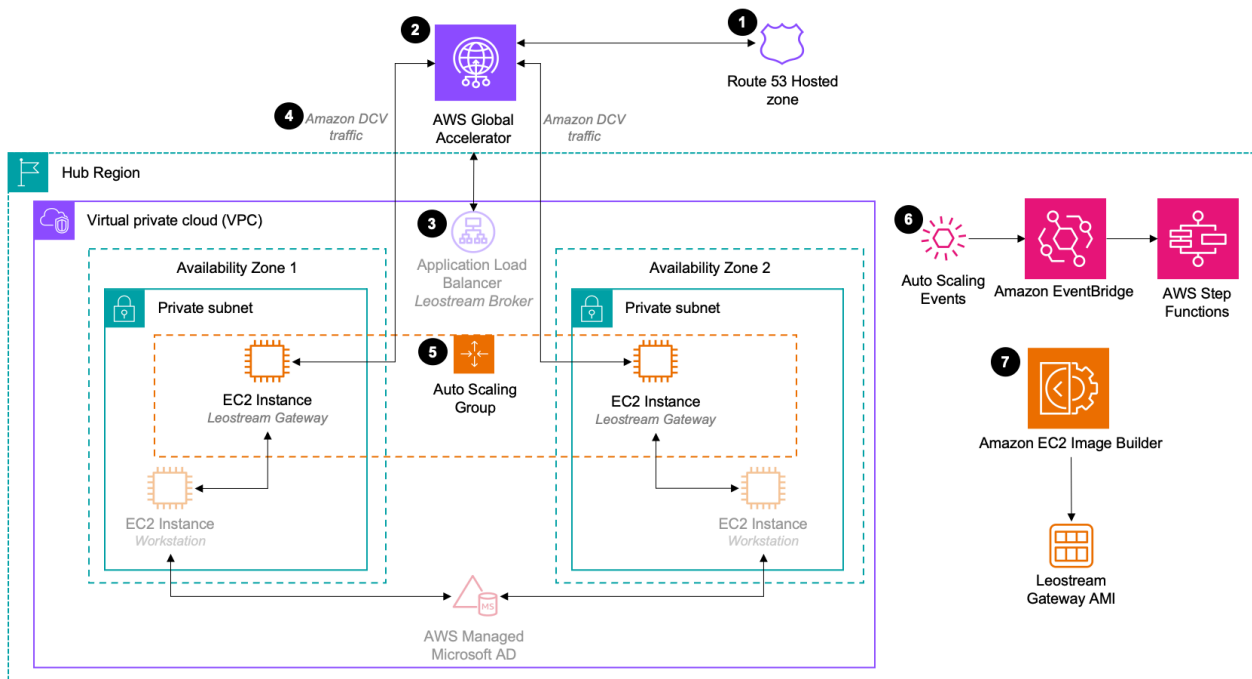 1
Route 53 Hosted
zone
2
AWS Global
Accelerator
4
Amazon DCV
traffic
Amazon DCV
traffic
Hub Region
Virtual private cloud (VPC)
3
Application Load
Balancer
Leostream Broker
Availability Zone 1
Private subnet
Availability Zone 2
Private subnet
EC2 Instance
Leostream Gateway
5
Auto Scaling
Group
EC2 Instance
Leostream Gateway
EC2 Instance
Workstation
EC2 Instance
Workstation
MS
AWS Managed
Microsoft AD
6
Auto Scaling
Events
Amazon EventBridge
AWS Step
Functions
7
Amazon EC2 Image Builder
Leostream
Gateway AMI